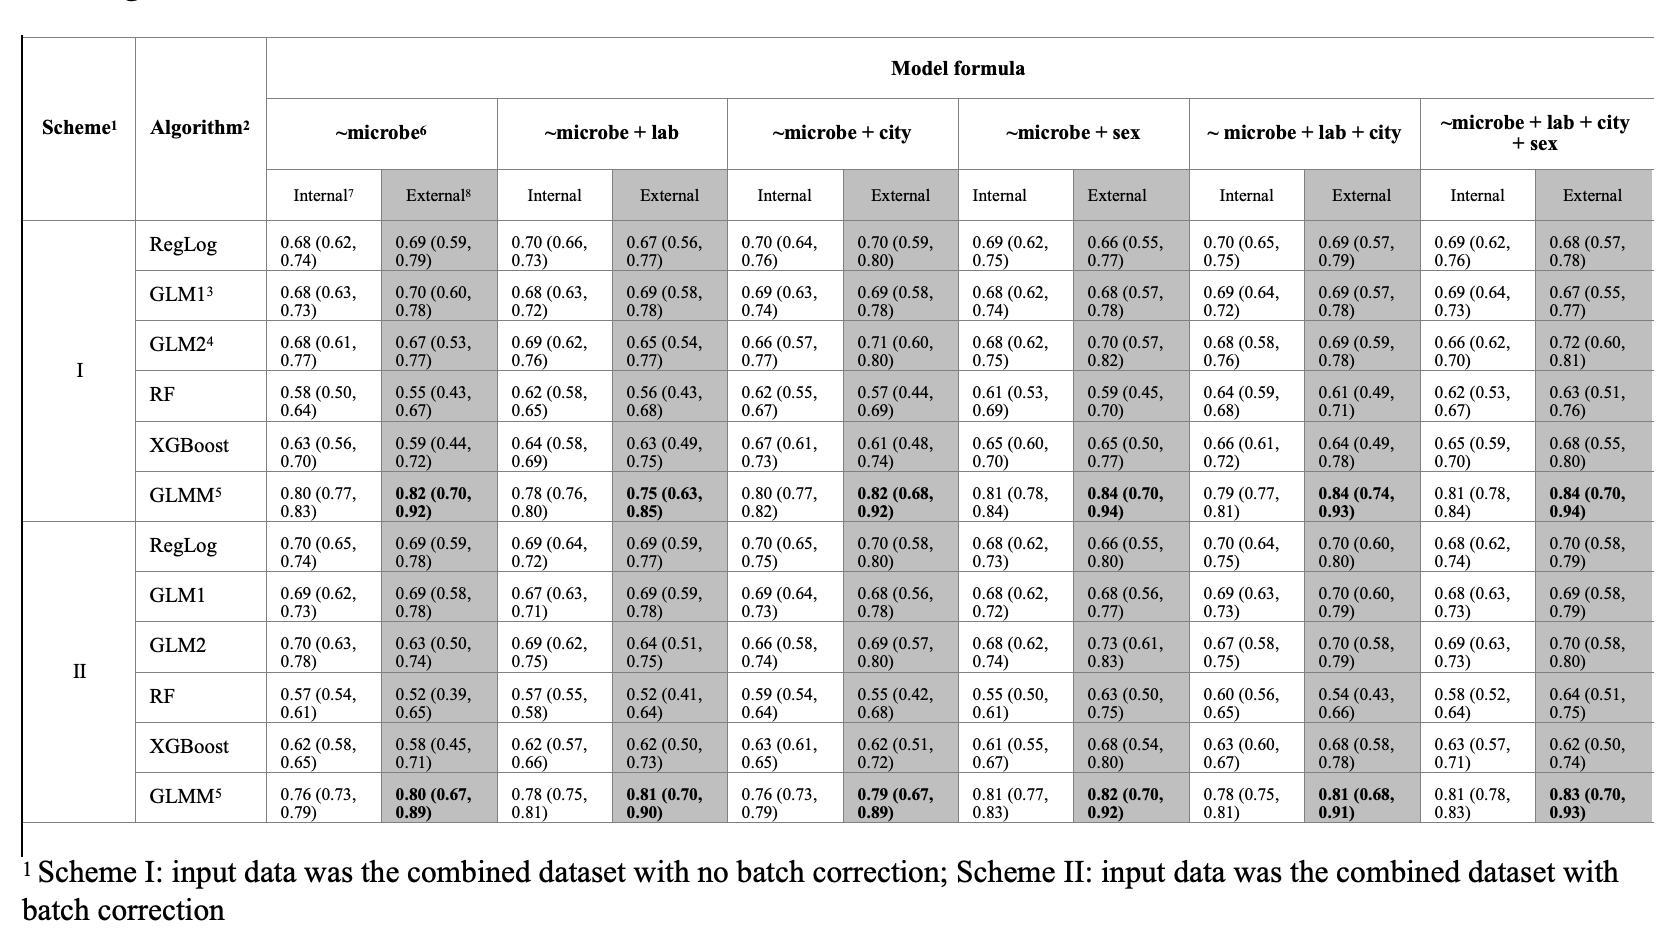 Model formula
Scheme¹ Algorithm²
~microbe⁶ ~microbe + lab ~microbe + city ~microbe + sex ~ microbe + lab + city ~microbe + lab + city
+ sex
Internal⁷ External⁸ Internal External Internal External Internal External Internal External Internal External
I
RegLog 0.68 (0.62, 0.69 (0.59, 0.70 (0.66, 0.67 (0.56, 0.70 (0.64, 0.70 (0.59, 0.69 (0.62, 0.66 (0.55, 0.70 (0.65, 0.69 (0.57, 0.69 (0.62, 0.68 (0.57,
0.74) 0.79) 0.73) 0.77) 0.76) 0.80) 0.75) 0.77) 0.75) 0.79) 0.76) 0.78)
GLM1³ 0.68 (0.63, 0.70 (0.60, 0.68 (0.63, 0.69 (0.58, 0.69 (0.63, 0.69 (0.58, 0.68 (0.62, 0.68 (0.57, 0.69 (0.64, 0.69 (0.57, 0.69 (0.64, 0.67 (0.55,
0.73) 0.78) 0.72) 0.78) 0.74) 0.78) 0.74) 0.78) 0.72) 0.78) 0.73) 0.77)
GLM2⁴ 0.68 (0.61, 0.67 (0.53, 0.69 (0.62, 0.65 (0.54, 0.66 (0.57, 0.71 (0.60, 0.68 (0.62, 0.70 (0.57, 0.68 (0.58, 0.69 (0.59, 0.66 (0.62, 0.72 (0.60,
0.77) 0.77) 0.76) 0.77) 0.77) 0.80) 0.75) 0.82) 0.76) 0.78) 0.70) 0.81)
RF 0.58 (0.50, 0.55 (0.43, 0.62 (0.58, 0.56 (0.43, 0.62 (0.55, 0.57 (0.44, 0.61 (0.53, 0.59 (0.45, 0.64 (0.59, 0.61 (0.49, 0.62 (0.53, 0.63 (0.51,
0.64) 0.67) 0.65) 0.68) 0.67) 0.69) 0.69) 0.70) 0.68) 0.71) 0.67) 0.76)
XGBoost 0.63 (0.56, 0.59 (0.44, 0.64 (0.58, 0.63 (0.49, 0.67 (0.61, 0.61 (0.48, 0.65 (0.60, 0.65 (0.50, 0.66 (0.61, 0.64 (0.49, 0.65 (0.59, 0.68 (0.55,
0.70) 0.72) 0.69) 0.75) 0.73) 0.74) 0.70) 0.77) 0.72) 0.78) 0.70) 0.80)
GLMM⁵ 0.80 (0.77, 0.82 (0.70, 0.78 (0.76, 0.75 (0.63, 0.80 (0.77, 0.82 (0.68, 0.81 (0.78, 0.84 (0.70, 0.79 (0.77, 0.84 (0.74, 0.81 (0.78, 0.84 (0.70,
0.83) 0.92) 0.80) 0.85) 0.82) 0.92) 0.84) 0.94) 0.81) 0.93) 0.84) 0.94)
II
RegLog 0.70 (0.65, 0.69 (0.59, 0.69 (0.64, 0.69 (0.59, 0.70 (0.65, 0.70 (0.58, 0.68 (0.62, 0.66 (0.55, 0.70 (0.64, 0.70 (0.60, 0.68 (0.62, 0.70 (0.58,
0.74) 0.78) 0.72) 0.77) 0.75) 0.80) 0.73) 0.80) 0.75) 0.80) 0.74) 0.79)
GLM1 0.69 (0.62, 0.69 (0.58, 0.67 (0.63, 0.69 (0.59, 0.69 (0.64, 0.68 (0.56, 0.68 (0.62, 0.68 (0.56, 0.69 (0.63, 0.70 (0.60, 0.68 (0.63, 0.69 (0.58,
0.73) 0.78) 0.71) 0.78) 0.73) 0.78) 0.72) 0.77) 0.73) 0.79) 0.73) 0.79)
GLM2 0.70 (0.63, 0.63 (0.50, 0.69 (0.62, 0.64 (0.51, 0.66 (0.58, 0.69 (0.57, 0.68 (0.62, 0.73 (0.61, 0.67 (0.58, 0.70 (0.58, 0.69 (0.63, 0.70 (0.58,
0.78) 0.74) 0.75) 0.75) 0.74) 0.80) 0.74) 0.83) 0.75) 0.79) 0.73) 0.80)
RF 0.57 (0.54, 0.52 (0.39, 0.57 (0.55, 0.52 (0.41, 0.59 (0.54, 0.55 (0.42, 0.55 (0.50, 0.63 (0.50, 0.60 (0.56, 0.54 (0.43, 0.58 (0.52, 0.64 (0.51,
0.61) 0.65) 0.58) 0.64) 0.64) 0.68) 0.61) 0.75) 0.65) 0.66) 0.64) 0.75)
XGBoost 0.62 (0.58, 0.58 (0.45, 0.62 (0.57, 0.62 (0.50, 0.63 (0.61, 0.62 (0.51, 0.61 (0.55, 0.68 (0.54, 0.63 (0.60, 0.68 (0.58, 0.63 (0.57, 0.62 (0.50,
0.65) 0.71) 0.66) 0.73) 0.65) 0.72) 0.67) 0.80) 0.67) 0.78) 0.71) 0.74)
GLMM⁵ 0.76 (0.73, 0.80 (0.67, 0.78 (0.75, 0.81 (0.70, 0.76 (0.73, 0.79 (0.67, 0.81 (0.77, 0.82 (0.70, 0.78 (0.75, 0.81 (0.68, 0.81 (0.78, 0.83 (0.70,
0.79) 0.89) 0.81) 0.90) 0.79) 0.89) 0.83) 0.92) 0.81) 0.91) 0.83) 0.93)
¹ Scheme I: input data was the combined dataset with no batch correction; Scheme II: input data was the combined dataset with
batch correction